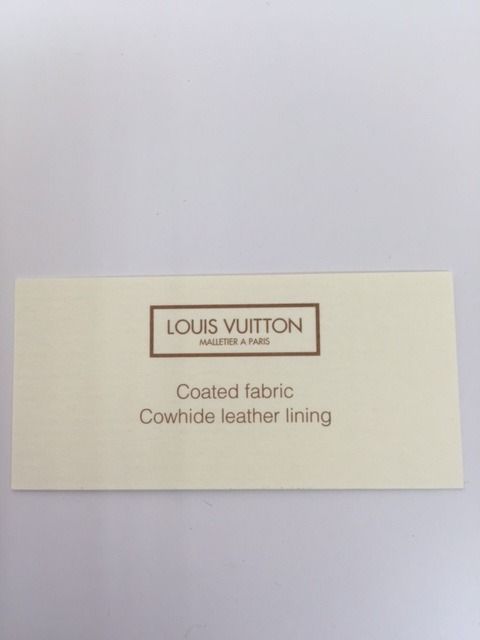 LOUIS VUITTON
MALLETIER A PARIS
Coated fabric
Cowhide leather lining